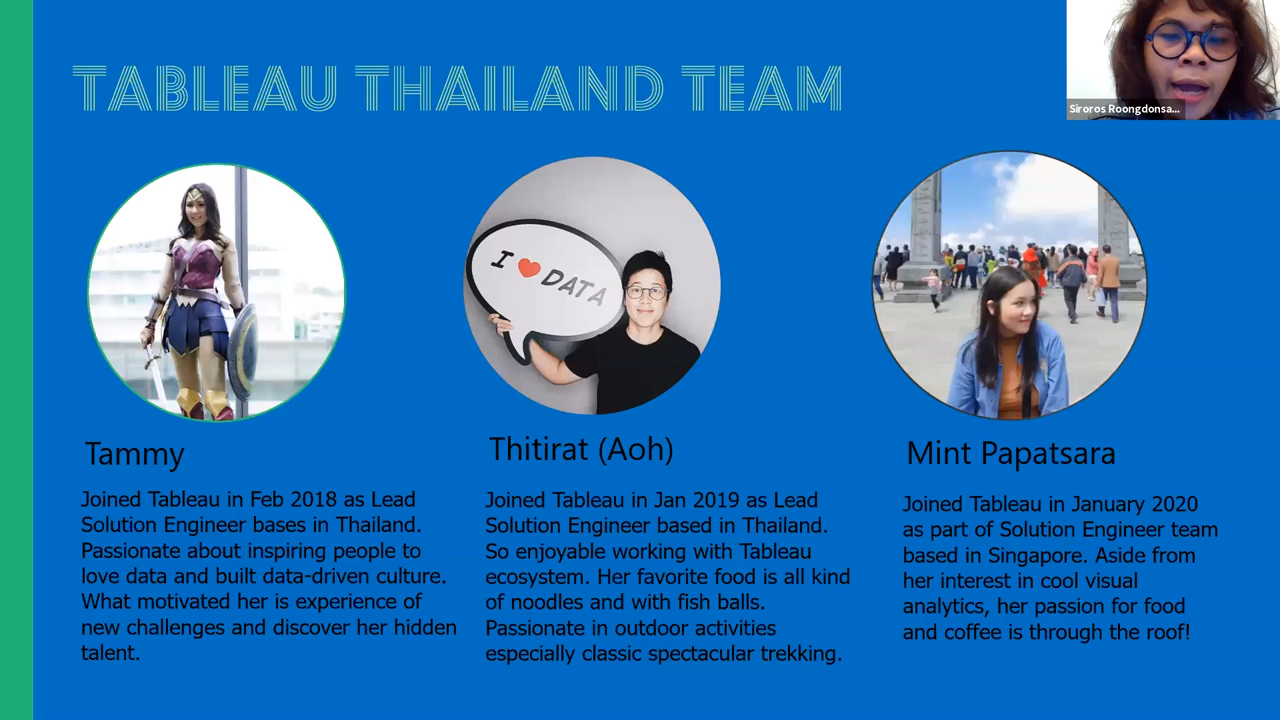 TABLEAU THAILAND TEAM
Siroros Roongdonsa...
I ❤ DATA
Tammy
Joined Tableau in Feb 2018 as Lead
Solution Engineer bases in Thailand.
Passionate about inspiring people to
love data and built data-driven culture.
What motivated her is experience of
new challenges and discover her hidden
talent.
Thitirat (Aoh)
Joined Tableau in Jan 2019 as Lead
Solution Engineer based in Thailand.
So enjoyable working with Tableau
ecosystem. Her favorite food is all kind
of noodles and with fish balls.
Passionate in outdoor activities
especially classic spectacular trekking.
Mint Papatsara
Joined Tableau in January 2020
as part of Solution Engineer team
based in Singapore. Aside from
her interest in cool visual
analytics, her passion for food
and coffee is through the roof!